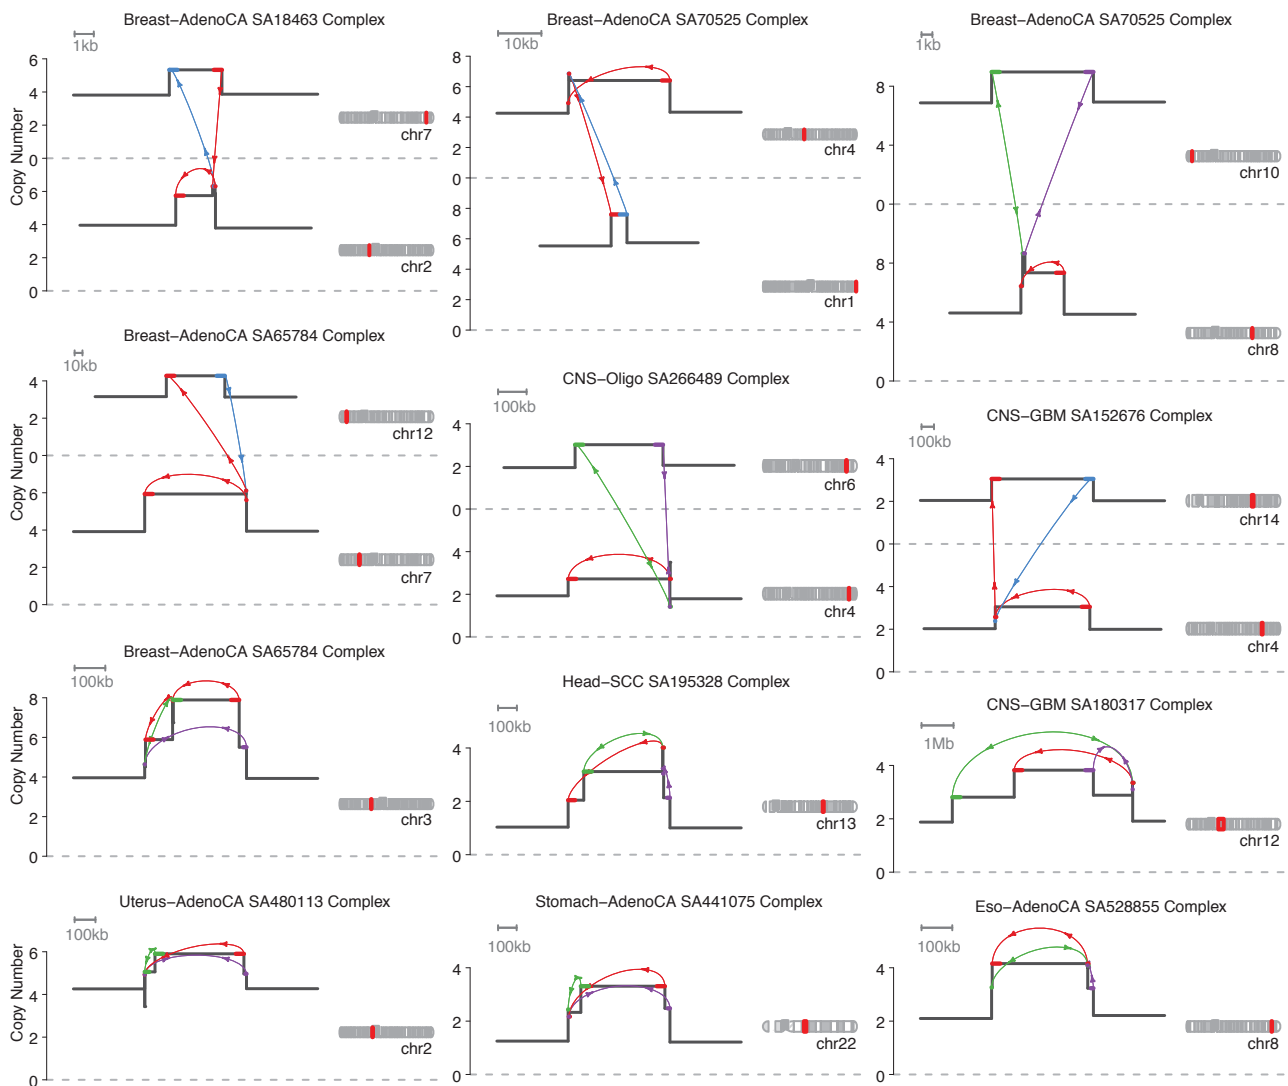 Breast−AdenoCA SA18463 Complex
1kb
Copy Number
6
4
2
0
6
4
2
0
chr7
chr2
Breast−AdenoCA SA70525 Complex
10kb
8
6
4
2
0
8
6
4
2
0
chr4
chr1
Breast−AdenoCA SA70525 Complex
1kb
8
4
0
8
4
0
chr10
chr8
Breast−AdenoCA SA65784 Complex
10kb
Copy Number
4
2
0
6
4
2
0
chr12
chr7
CNS−Oligo SA266489 Complex
100kb
4
2
0
4
2
0
chr6
chr4
CNS−GBM SA152676 Complex
100kb
4
2
0
4
2
0
chr14
chr4
Breast−AdenoCA SA65784 Complex
100kb
Copy Number
8
6
4
2
0
chr3
Head−SCC SA195328 Complex
100kb
4
2
0
chr13
CNS−GBM SA180317 Complex
1Mb
4
2
0
chr12
Uterus−AdenoCA SA480113 Complex
100kb
Copy Number
6
4
2
0
chr2
Stomach−AdenoCA SA441075 Complex
100kb
4
2
0
chr22
Eso−AdenoCA SA528855 Complex
100kb
8
6
4
2
0
chr8